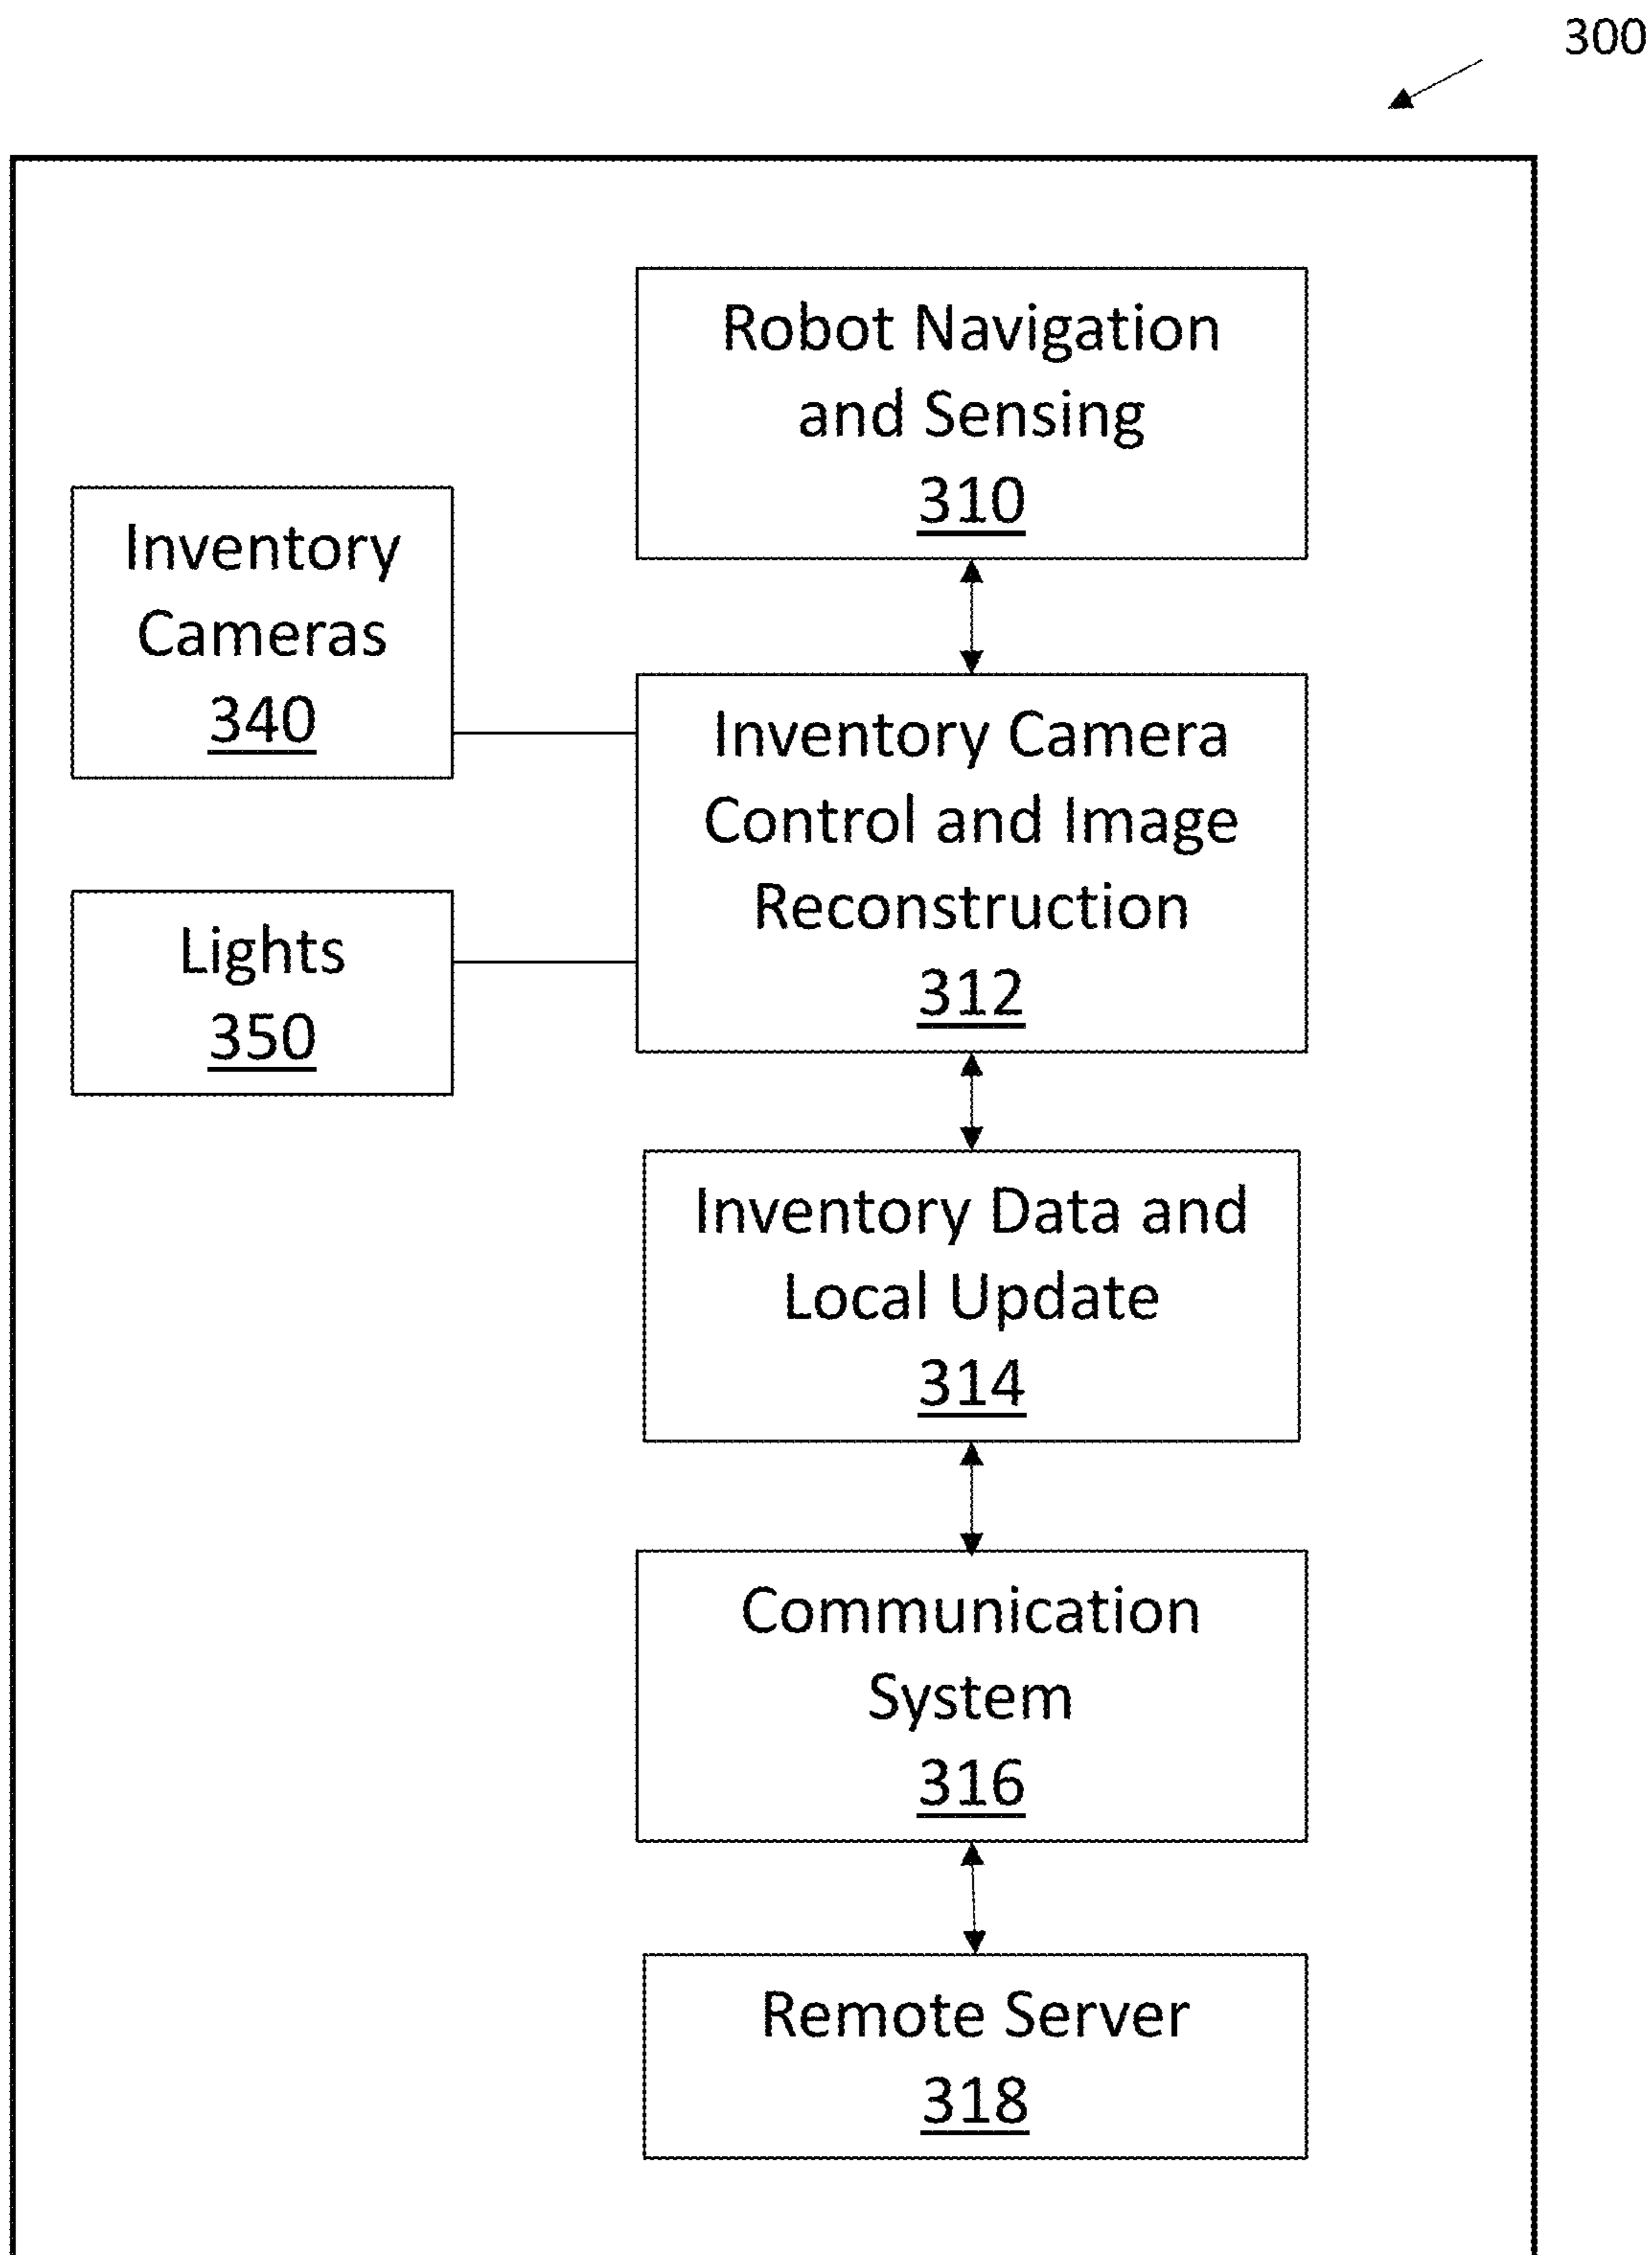 300
Robot Navigation
and Sensing
310
Inventory
Cameras
340
Inventory Camera
Control and Image
Reconstruction
312
Lights
350
Inventory Data and
Local Update
314
Communication
System
316
Remote Server
318